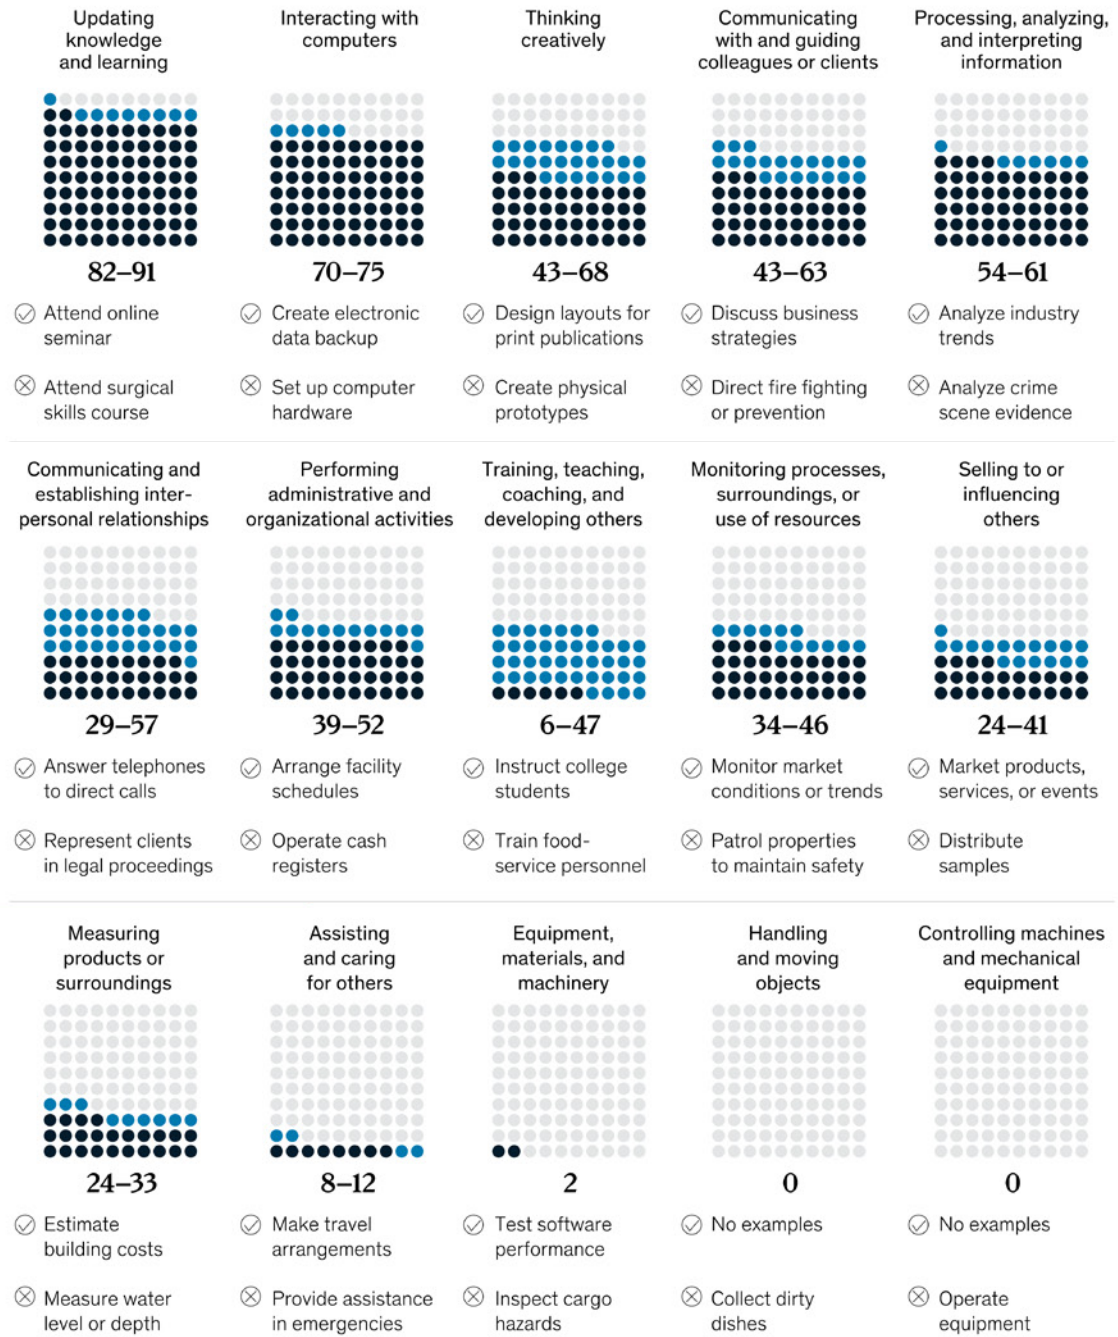 Updating
knowledge
and learning
Interacting with
computers
Thinking
creatively
Communicating
with and guiding
colleagues or clients
Processing, analyzing,
and interpreting
information
82–91
70–75
43–68
43–63
54–61
Attend online
seminar
Create electronic
data backup
Design layouts for
print publications
Discuss business
strategies
Analyze industry
trends
Attend surgical
skills course
Set up computer
hardware
Create physical
prototypes
Direct fire fighting
or prevention
Analyze crime
scene evidence
Communicating and
establishing inter-
personal relationships
Performing
administrative and
organizational activities
Training, teaching,
coaching, and
developing others
Monitoring processes,
surroundings, or
use of resources
Selling to or
influencing
others
29–57
39–52
6–47
34–46
24–41
Answer telephones
to direct calls
Arrange facility
schedules
Instruct college
students
Monitor market
conditions or trends
Market products,
services, or events
Represent clients
in legal proceedings
Operate cash
registers
Train food-
service personnel
Patrol properties
to maintain safety
Distribute
samples
Measuring
products or
surroundings
Assisting
and caring
for others
Equipment,
materials, and
machinery
Handling
and moving
objects
Controlling machines
and mechanical
equipment
24–33
8–12
2
0
0
Estimate
building costs
Make travel
arrangements
Test software
performance
No examples
No examples
Measure water
level or depth
Provide assistance
in emergencies
Inspect cargo
hazards
Collect dirty
dishes
Operate
equipment